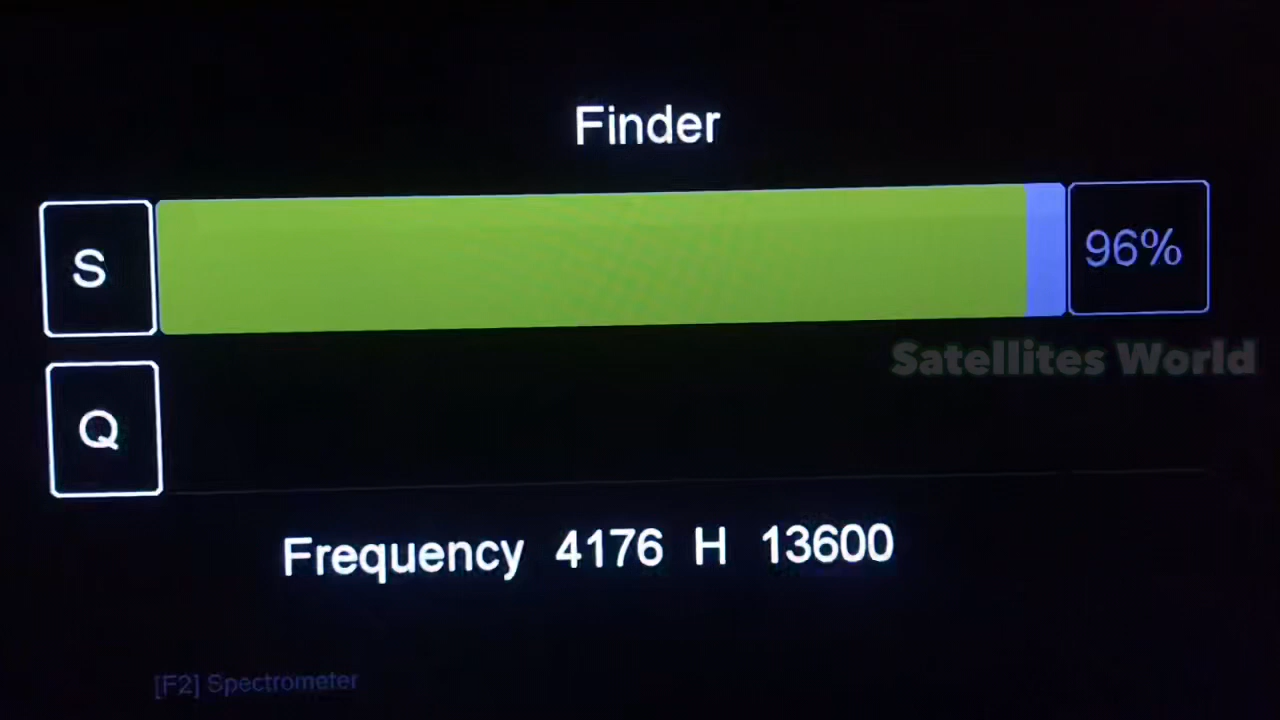 Finder
S 96%
Satellites World
Q
Frequency 4176 H 13600
[F2] Spectrometer